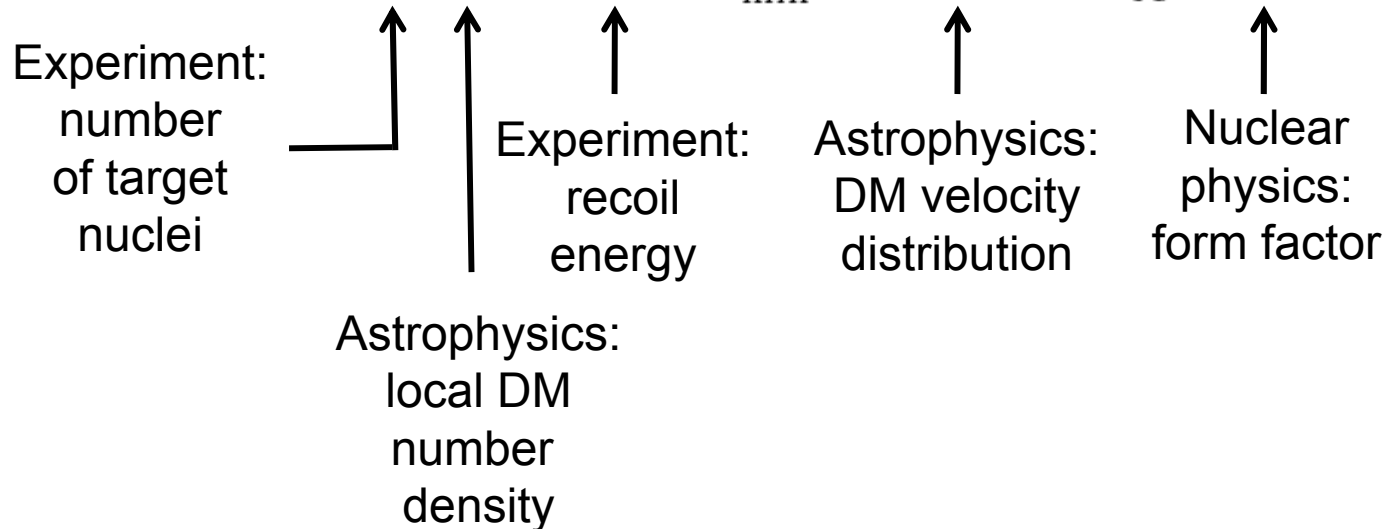 Experiment:
number
of target
nuclei
Experiment:
recoil
energy
Astrophysics:
DM velocity
distribution
Nuclear
physics:
form factor
Astrophysics:
local DM
number
density